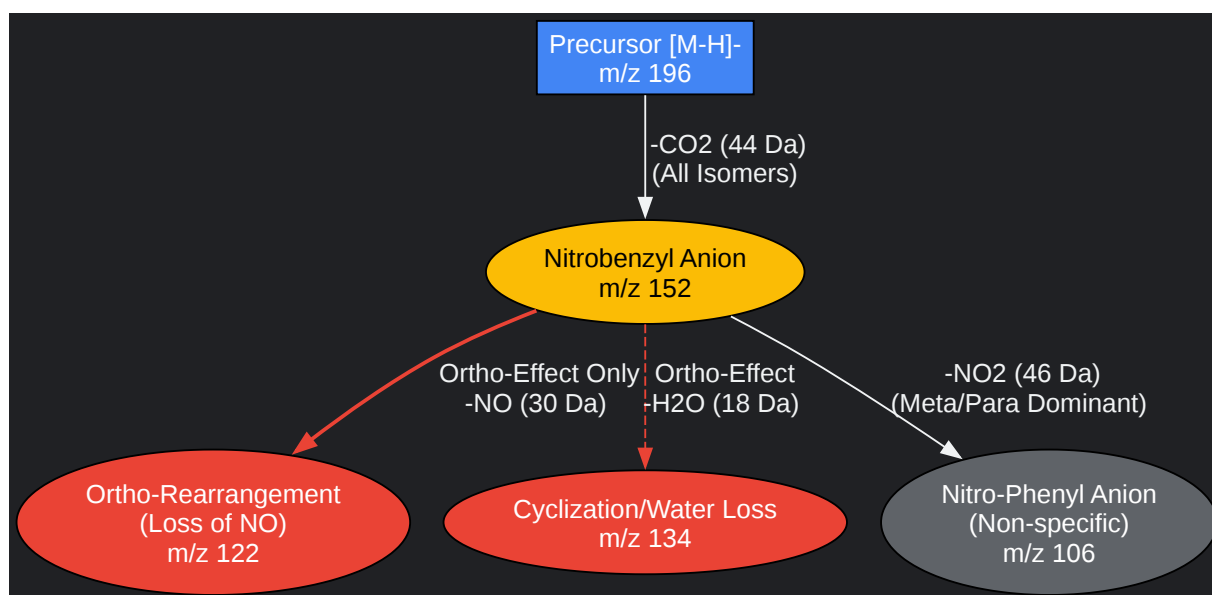 Precursor [M-H]-
m/z 196
-CO2 (44 Da)
(All Isomers)
Nitrobenzyl Anion
m/z 152
Ortho-Effect Only
-NO (30 Da)
Ortho-Effect
-H2O (18 Da)
-NO2 (46 Da)
(Meta/Para Dominant)
Ortho-Rearrangement
(Loss of NO)
m/z 122
Cyclization/Water Loss
m/z 134
Nitro-Phenyl Anion
(Non-specific)
m/z 106